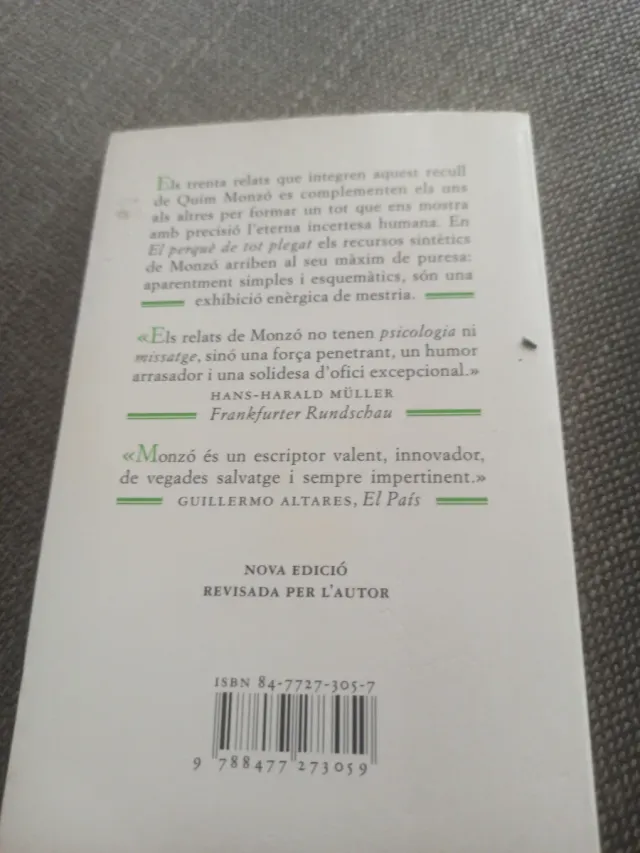 Els trenta relats que integren aquest recull
de Quim Monzó es complementen els uns
als altres per formar un tot que ens mostra
amb precisió l'eterna incertesa humana. En
El perquè de tot plegat els recursos sintètics
de Monzó arriben al seu màxim de puresa:
aparentment simples i esquemàtics, són una
exhibició enèrgica de mestria.
«Els relats de Monzó no tenen psicologia ni
missatge, sinó una força penetrant, un humor
arrasador i una solidesa d'ofici excepcional.»
HANS-HARALD MÜLLER
Frankfurter Rundschau
«Monzó és un escriptor valent, innovador,
de vegades salvatge i sempre impertinent.»
GUILLERMO ALTARES, El País
NOVA EDICIÓ
REVISADA PER L'AUTOR
ISBN 84-7727-305-7
9 788477 273059